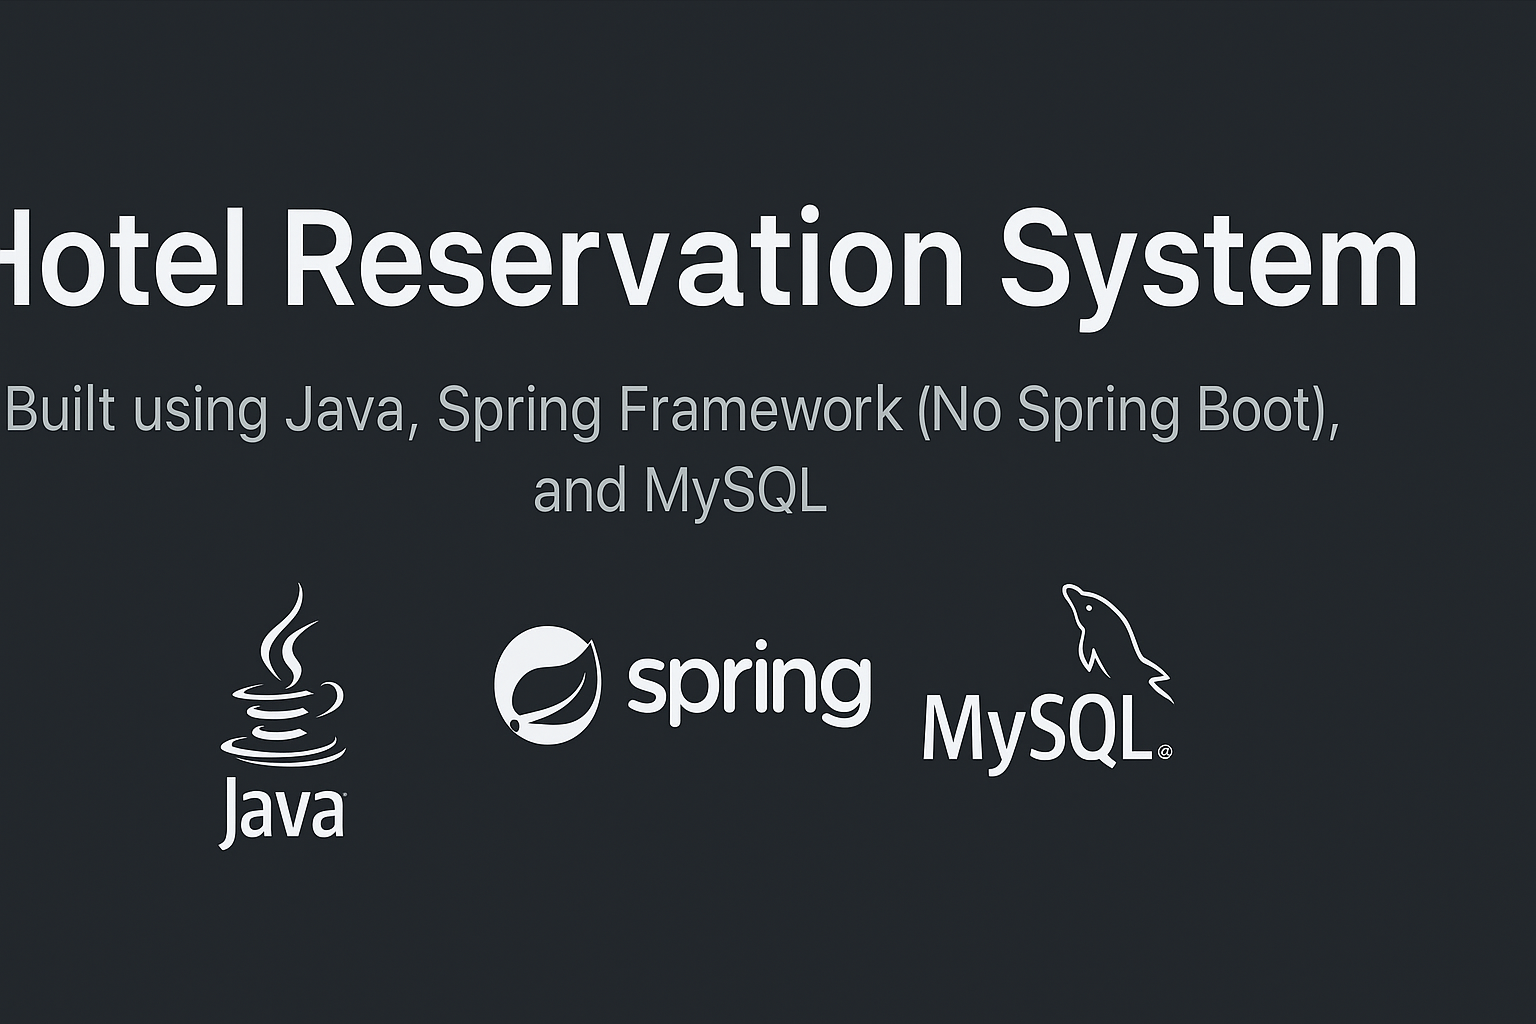 Hotel Reservation System
Built using Java, Spring Framework (No Spring Boot),
and MySQL
Java
spring
MySQL@